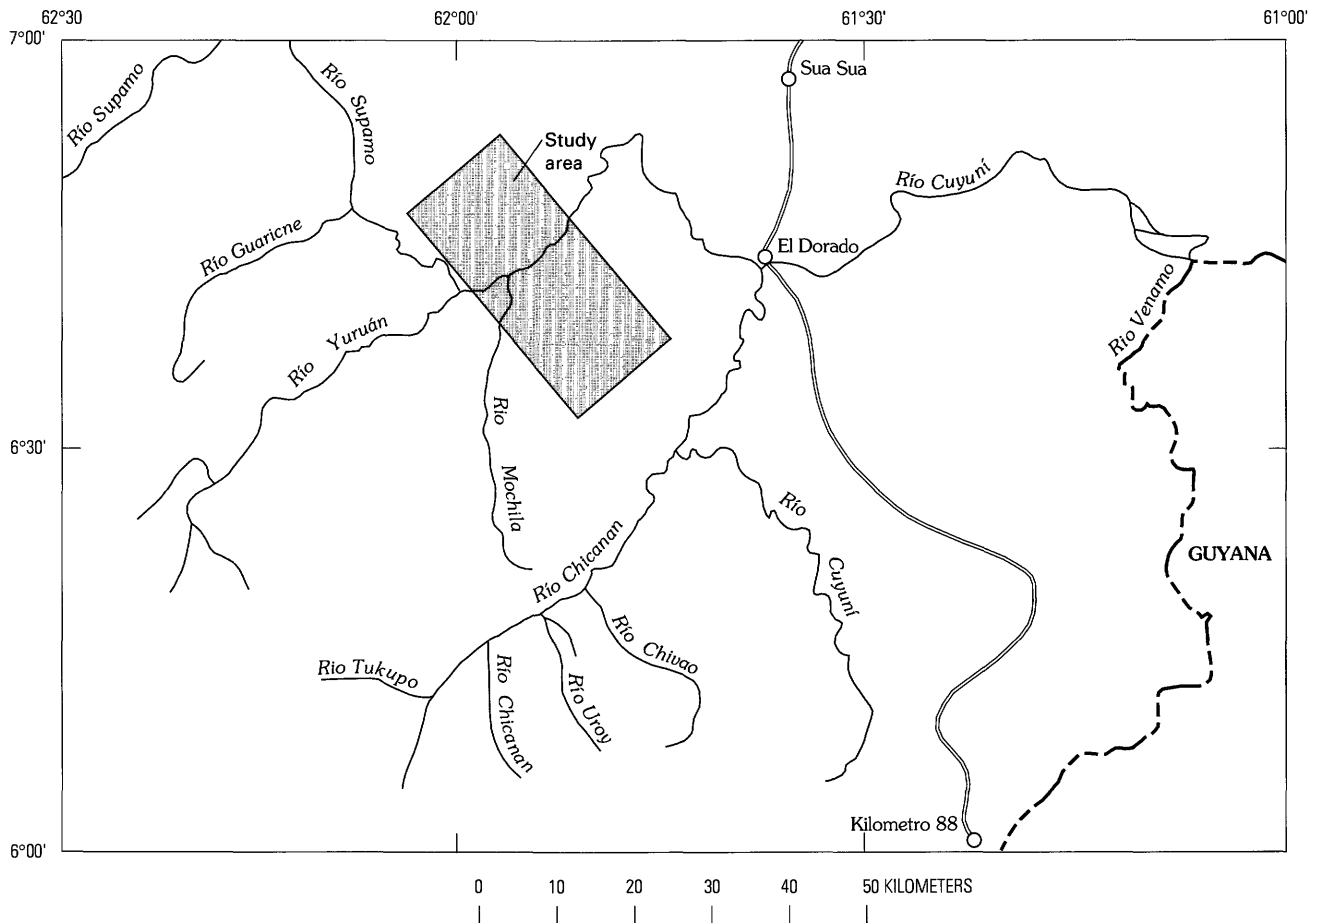 62°30'
62°00'
61°30'
61°00'
7°00'
Sua Sua
Río Supamo
Río Supamo
Study
area
Río Cuyuní
Río Guaricne
El Dorado
Río Venamo
Río Yuruán
6°30'
Río Mochila
Río Cuyuní
GUYANA
Río Chicanan
Río Chivao
Rio Tukupo
Río Chicanan
Río Uroy
Kilometro 88
6°00'
0 10 20 30 40 50 KILOMETERS